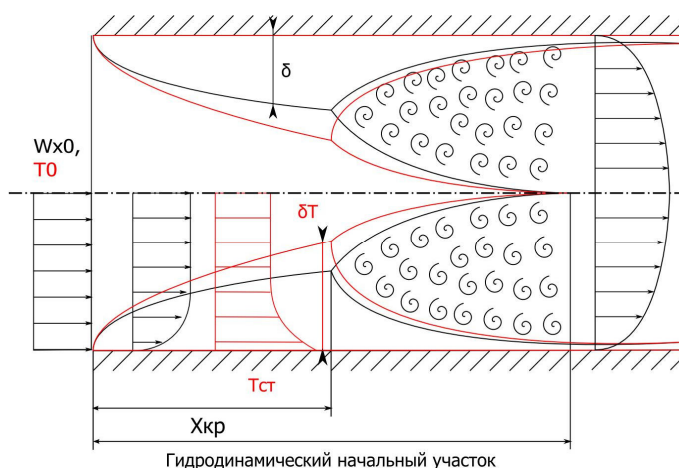 δ
Wx0,
T0
δT
Tст
Xкр
Гидродинамический начальный участок